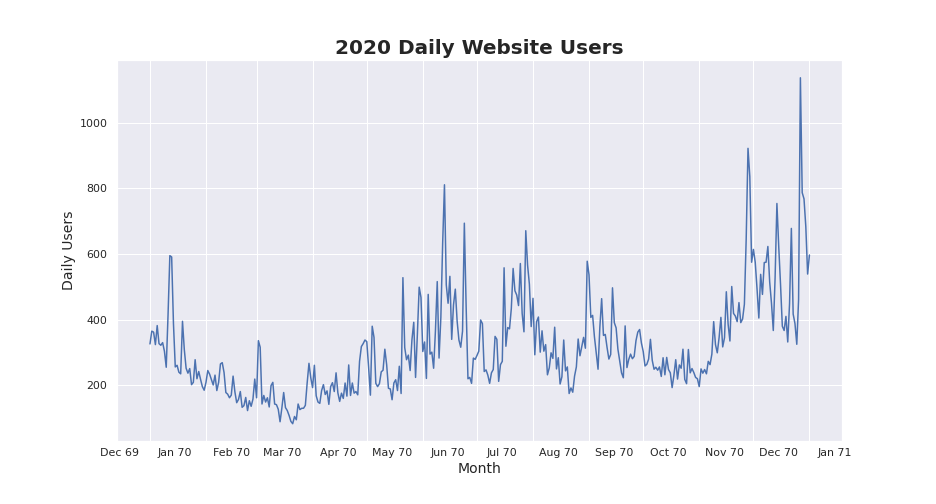 2020 Daily Website Users
Daily Users
1000
800
600
400
200
Dec 69 Jan 70 Feb 70 Mar 70 Apr 70 May 70 Jun 70 Jul 70 Aug 70 Sep 70 Oct 70 Nov 70 Dec 70 Jan 71
Month